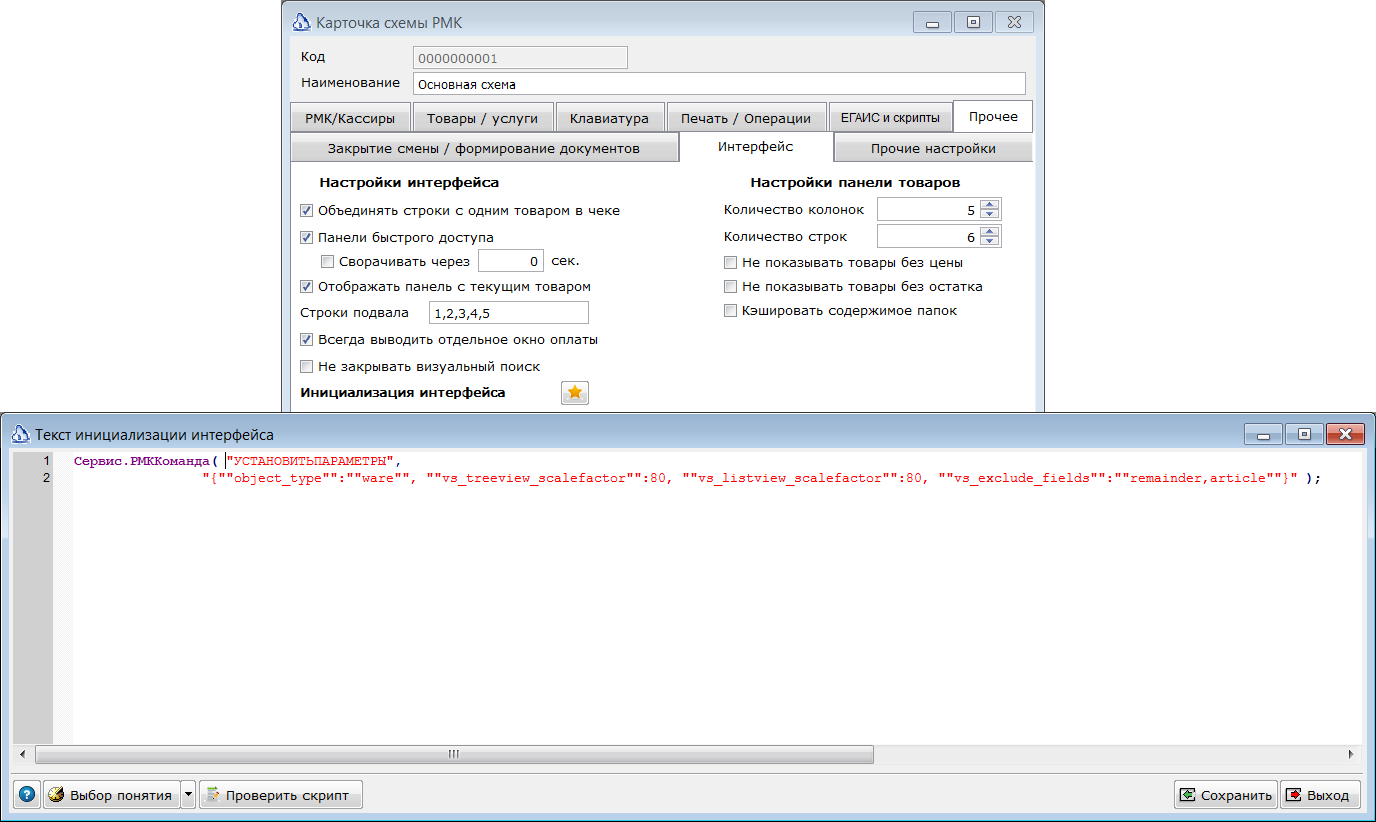 Карточка схемы РМК
Код 0000000001
Наименование Основная схема
РМК/Кассиры Товары / услуги Клавиатура Печать / Операции ЕГАИС и скрипты Прочее
Закрытие смены / формирование документов Интерфейс Прочие настройки
Настройки интерфейса
Объединять строки с одним товаром в чеке
Панели быстрого доступа
Сворачивать через 0 сек.
Отображать панель с текущим товаром
Строки подвала 1,2,3,4,5
Всегда выводить отдельное окно оплаты
Не закрывать визуальный поиск
Инициализация интерфейса
Настройки панели товаров
Количество колонок 5
Количество строк 6
Не показывать товары без цены
Не показывать товары без остатка
Кэшировать содержимое папок
Текст инициализации интерфейса
1 Сервис.РМККоманда( "УСТАНОВИТЬПАРАМЕТРЫ",
2 "{""object_type"":""ware"", ""vs_treeview_scalefactor"":80, ""vs_listview_scalefactor"":80, ""vs_exclude_fields"":""remainder,article""}" );
? Выбор понятия Проверить скрипт Сохранить Выход